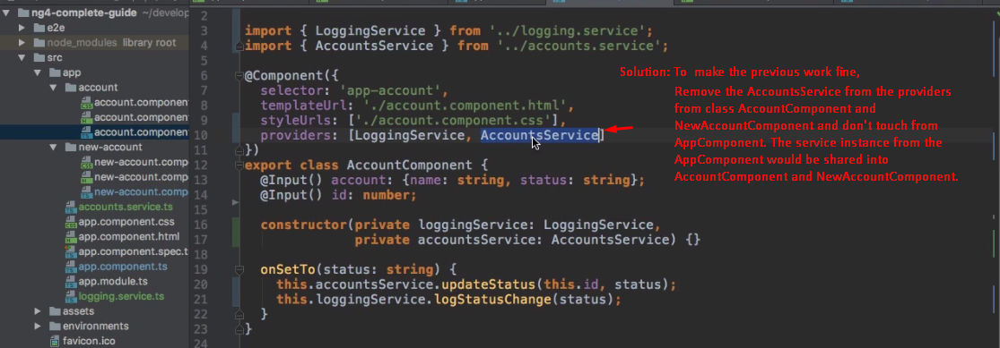 ng4-complete-guide ~/develop
e2e
node_modules library root
src
app
account
account.component
account.component
account.component
new-account
new-account.comp
new-account.comp
new-account.comp
accounts.service.ts
app.component.css
app.component.html
app.component.spec.t
app.component.ts
app.module.ts
logging.service.ts
assets
environments
favicon.ico
2
3 import { LoggingService } from '../logging.service';
4 import { AccountsService } from '../accounts.service';
5
6 @Component({
7 selector: 'app-account',
8 templateUrl: './account.component.html',
9 styleUrls: ['./account.component.css'],
10 providers: [LoggingService, AccountsService]
11 })
12 export class AccountComponent {
13 @Input() account: {name: string, status: string};
14 @Input() id: number;
16 constructor(private loggingService: LoggingService,
17 private accountsService: AccountsService) {}
19 onSetTo(status: string) {
20 this.accountsService.updateStatus(this.id, status);
21 this.loggingService.logStatusChange(status);
22 }
23 }
24
Solution: To make the previous work fine,
Remove the AccountsService from the providers
from class AccountComponent and
NewAccountComponent and don't touch from
AppComponent. The service instance from the
AppComponent would be shared into
AccountComponent and NewAccountComponent.